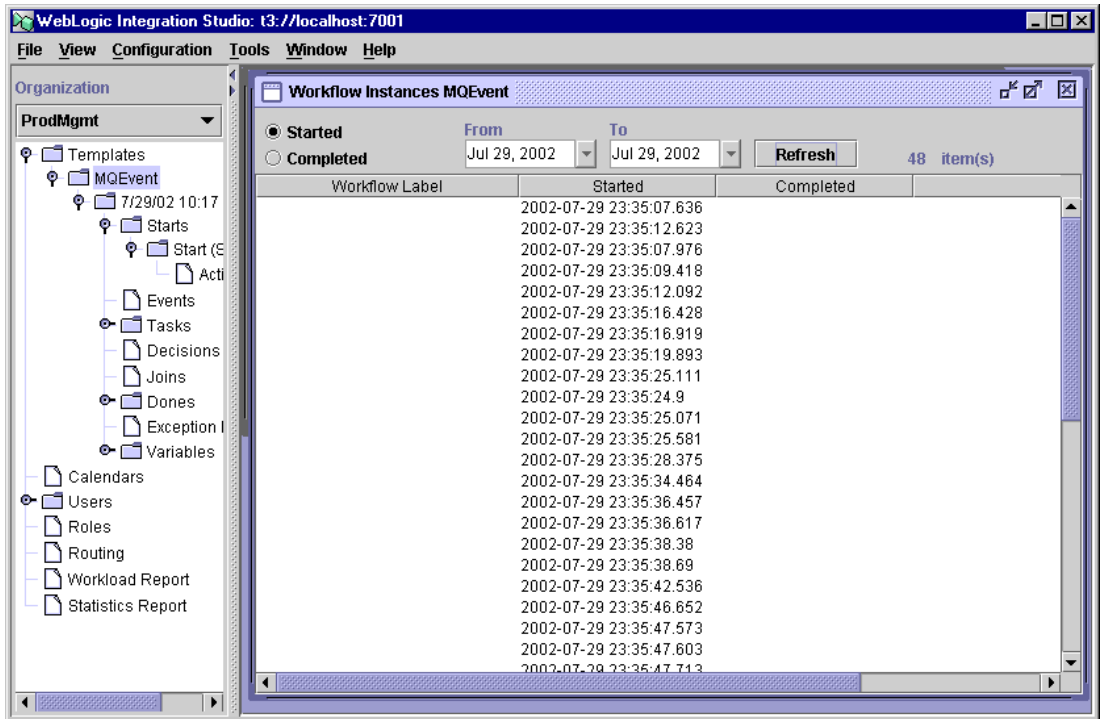 WebLogic Integration Studio: t3://localhost:7001
File View Configuration Tools Window Help
Organization
ProdMgmt
Templates
MQEvent
7/29/02 10:17
Starts
Start (S
Acti
Events
Tasks
Decisions
Joins
Dones
Exception
Variables
Calendars
Users
Roles
Routing
Workload Report
Statistics Report
Workflow Instances MQEvent
Started From To
Completed Jul 29, 2002 Jul 29, 2002 Refresh 48 item(s)
Workflow Label Started Completed
2002-07-29 23:35:07.636
2002-07-29 23:35:12.623
2002-07-29 23:35:07.976
2002-07-29 23:35:09.418
2002-07-29 23:35:12.092
2002-07-29 23:35:16.428
2002-07-29 23:35:16.919
2002-07-29 23:35:19.893
2002-07-29 23:35:25.111
2002-07-29 23:35:24.9
2002-07-29 23:35:25.071
2002-07-29 23:35:25.581
2002-07-29 23:35:28.375
2002-07-29 23:35:34.464
2002-07-29 23:35:36.457
2002-07-29 23:35:36.617
2002-07-29 23:35:38.38
2002-07-29 23:35:38.69
2002-07-29 23:35:42.536
2002-07-29 23:35:46.652
2002-07-29 23:35:47.573
2002-07-29 23:35:47.603
2002-07-29 23:35:47.713